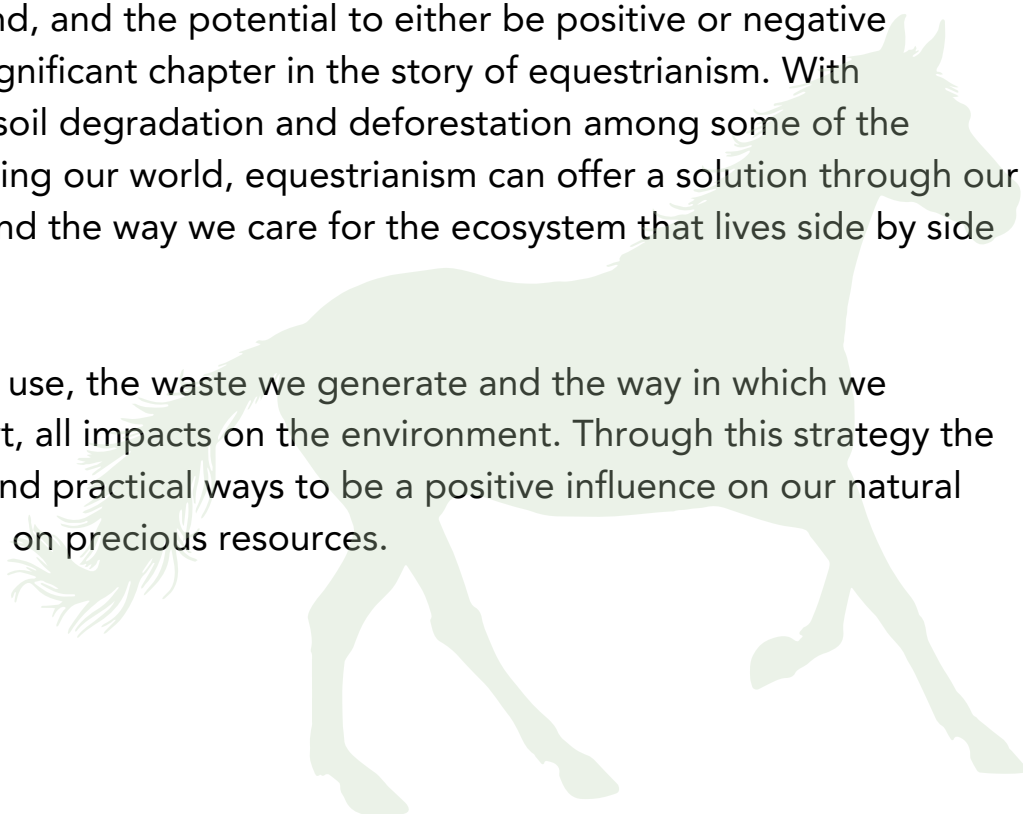 nd, and the potential to either be positive or negative
gnificant chapter in the story of equestrianism. With
soil degradation and deforestation among some of the
ing our world, equestrianism can offer a solution through our
nd the way we care for the ecosystem that lives side by side
use, the waste we generate and the way in which we
t, all impacts on the environment. Through this strategy the
nd practical ways to be a positive influence on our natural
on precious resources.